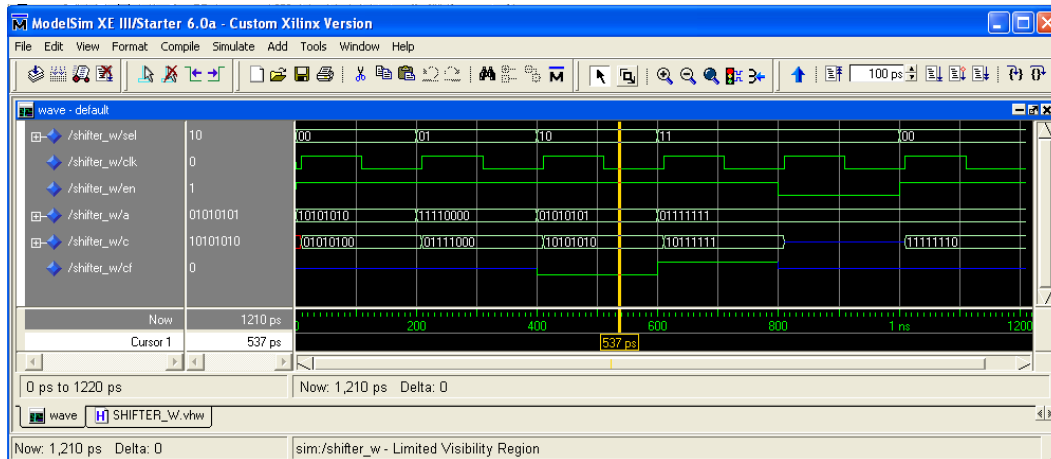 ModelSim XE III/Starter 6.0a - Custom Xilinx Version
File Edit View Format Compile Simulate Add Tools Window Help
100 ps
wave - default
/shifter_w/sel 10 00 01 10 11 00
/shifter_w/clk 0
/shifter_w/en 1
/shifter_w/a 01010101 10101010 11110000 01010101 01111111
/shifter_w/c 10101010 01010100 01111000 10101010 10111111 11111110
/shifter_w/cf 0
Now 1210 ps 0 200 400 600 800 1 ns 1200
Cursor 1 537 ps 537 ps
0 ps to 1220 ps Now: 1,210 ps Delta: 0
wave SHIFTER_W.vhw
Now: 1,210 ps Delta: 0 sim:/shifter_w - Limited Visibility Region